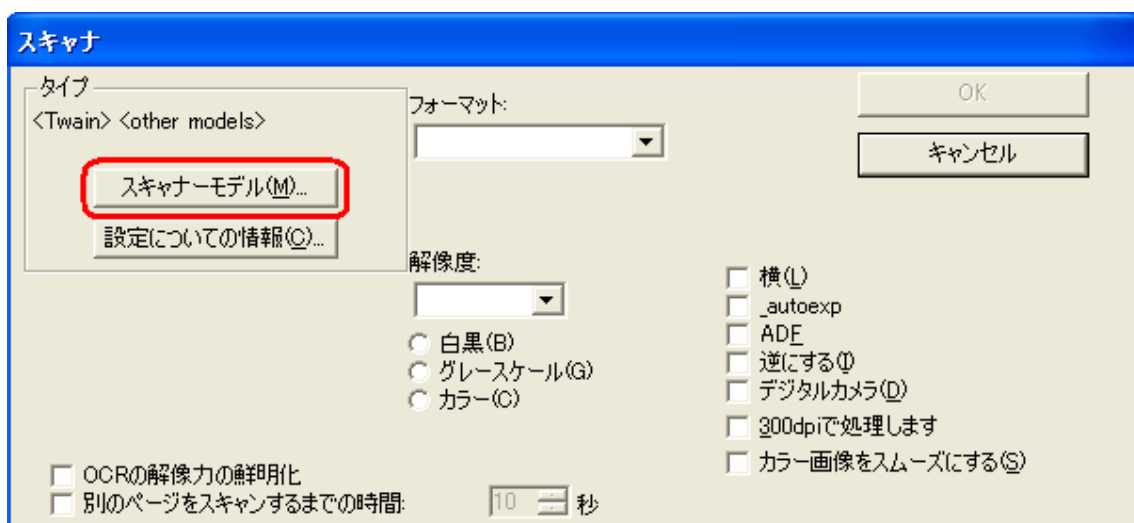 スキャナ
タイプ
<Twain> <other models>
スキャナーモデル(M)...
設定についての情報(C)...
フォーマット:
OK
キャンセル
解像度:
白黒(B)
グレースケール(G)
カラー(C)
横(L)
_autoexp
ADF
逆にする(I)
デジタルカメラ(D)
300dpiで処理します
カラー画像をスムーズにする(S)
OCRの解像力の鮮明化
別のページをスキャンするまでの時間: 10 秒